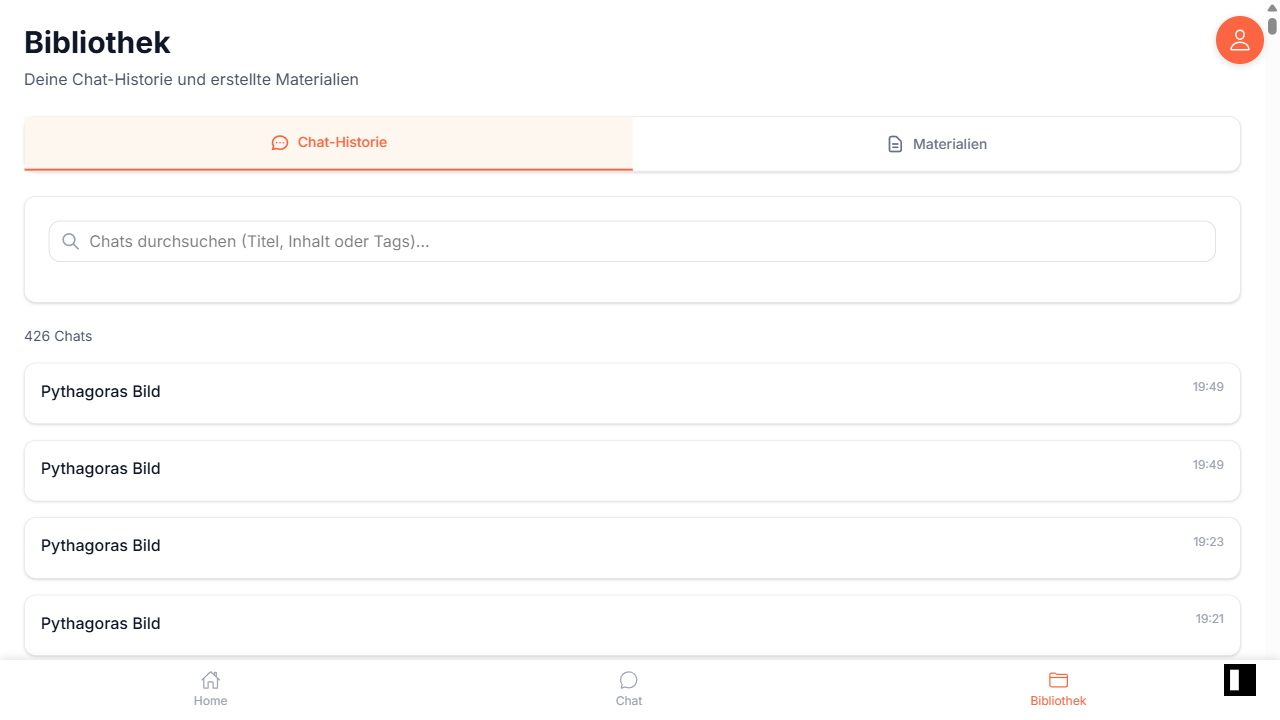 Bibliothek
Deine Chat-Historie und erstellte Materialien
Chat-Historie
Materialien
Chats durchsuchen (Titel, Inhalt oder Tags)...
426 Chats
Pythagoras Bild
19:49
Pythagoras Bild
19:49
Pythagoras Bild
19:23
Pythagoras Bild
19:21
Home
Chat
Bibliothek